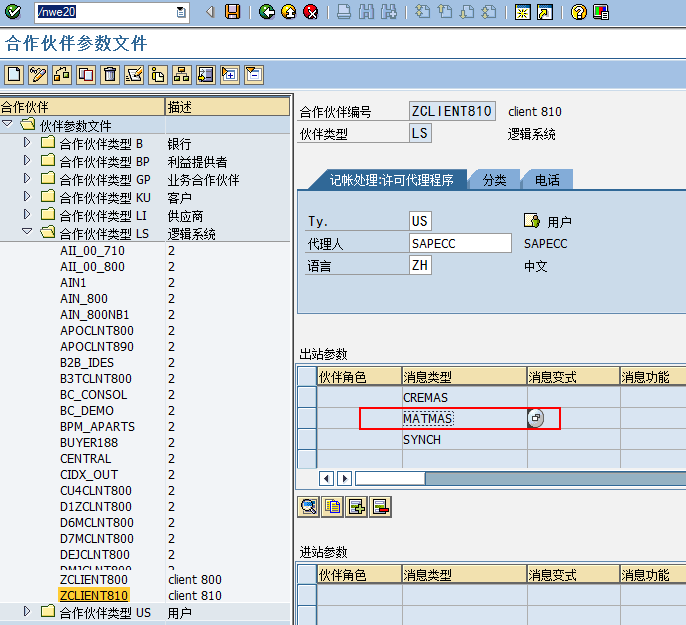 /nwe20
合作伙伴参数文件
合作伙伴 描述
伙伴参数文件
合作伙伴类型 B 银行
合作伙伴类型 BP 利益提供者
合作伙伴类型 GP 业务合作伙伴
合作伙伴类型 KU 客户
合作伙伴类型 LI 供应商
合作伙伴类型 LS 逻辑系统
AII_00_710 2
AII_00_800 2
AIN1 2
AIN_800 2
AIN_800NB1 2
APOCLNT800 2
APOCLNT890 2
B2B_IDES 2
B3TCLNT800 2
BC_CONSOL 2
BC_DEMO 2
BPM_APARTS 2
BUYER188 2
CENTRAL 2
CIDX_OUT 2
CU4CLNT800 2
D1ZCLNT800 2
D6MCLNT800 2
D7MCLNT800 2
DEJCLNT800 2
ZCLIENT800 client 800
ZCLIENT810 client 810
合作伙伴类型 US 用户
合作伙伴编号 ZCLIENT810 client 810
伙伴类型 LS 逻辑系统
记帐处理:许可代理程序 分类 电话
Ty. US 用户
代理人 SAPECC SAPECC
语言 ZH 中文
出站参数
伙伴角色 消息类型 消息变式 消息功能
CREMAS
MATMAS
SYNCH
进站参数
伙伴角色 消息类型 消息变式 消息功能